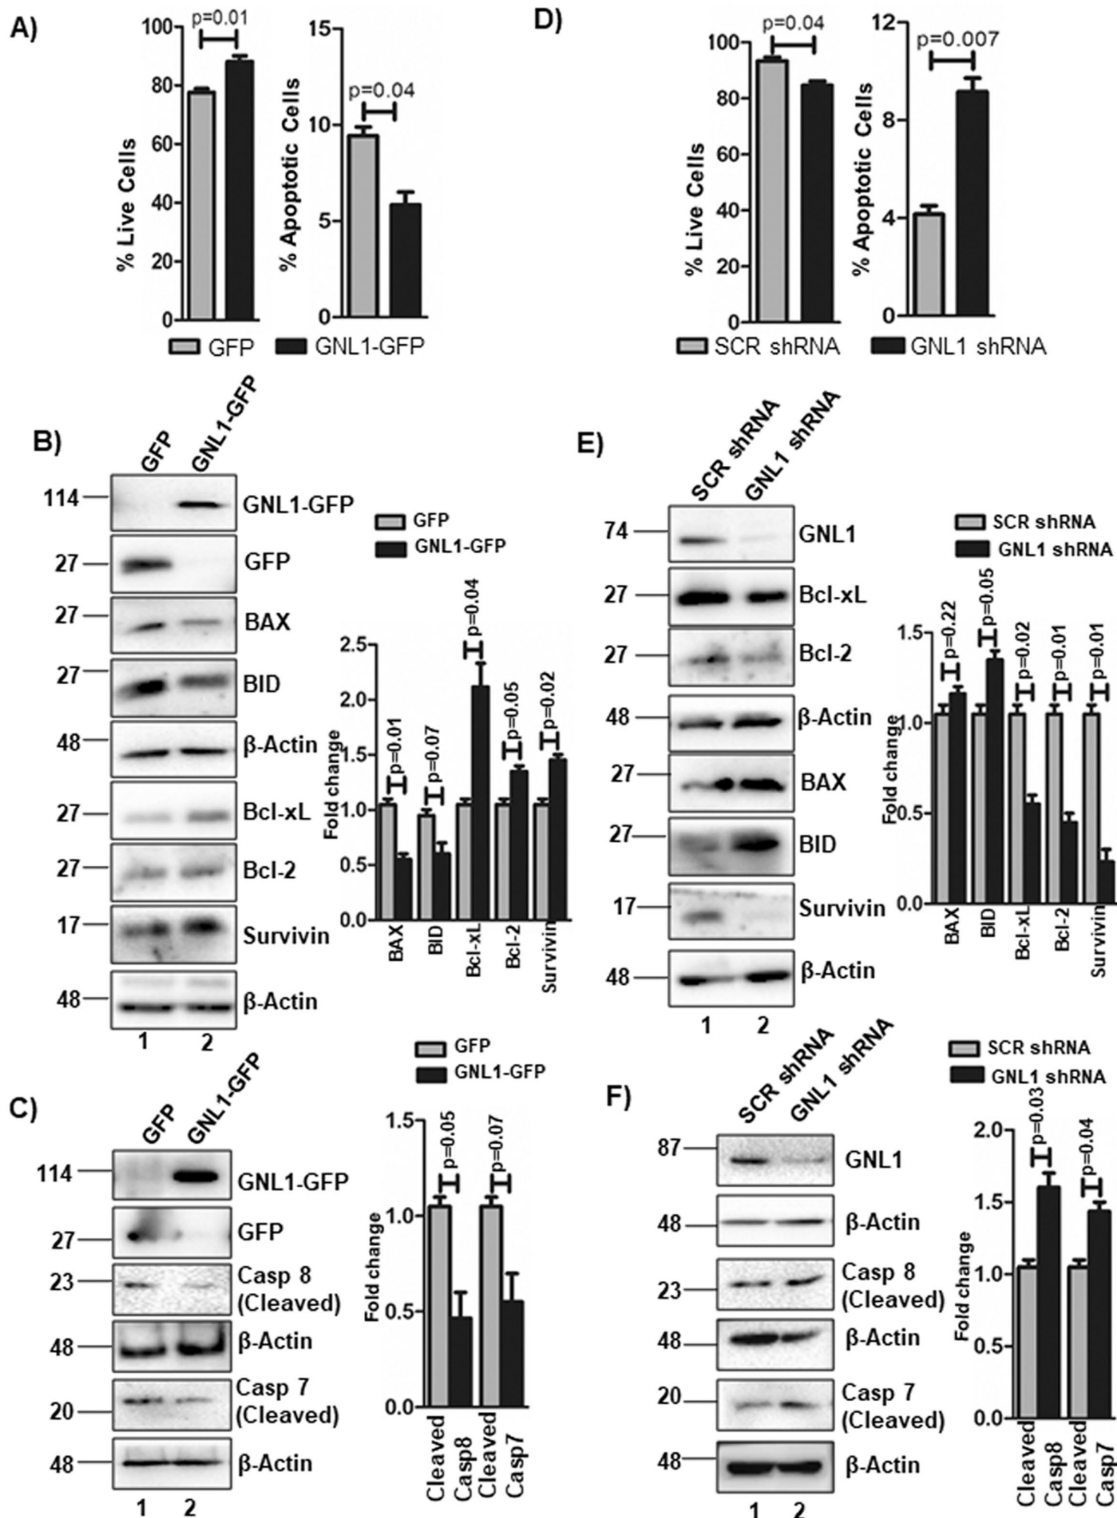 A)
p=0.01
% Live Cells
100
80
60
40
20
0
p=0.04
% Apoptotic Cells
15
10
5
0
GFP
GNL1-GFP
D)
p=0.04
% Live Cells
100
80
60
40
20
0
p=0.007
% Apoptotic Cells
12
8
4
0
SCR shRNA
GNL1 shRNA
B)
GFP
GNL1-GFP
114
GNL1-GFP
27
GFP
27
BAX
27
BID
48
β-Actin
27
Bcl-xL
27
Bcl-2
17
Survivin
48
β-Actin
1
2
GFP
GNL1-GFP
Fold change
2.5
2.0
1.5
1.0
0.5
0.0
p=0.01
p=0.07
p=0.04
p=0.05
p=0.02
BAX
BID
Bcl-xL
Bcl-2
Survivin
E)
SCR shRNA
GNL1 shRNA
74
GNL1
27
Bcl-xL
27
Bcl-2
48
β-Actin
27
BAX
27
BID
17
Survivin
48
β-Actin
1
2
SCR shRNA
GNL1 shRNA
Fold change
1.5
1.0
0.5
0.0
p=0.22
p=0.05
p=0.02
p=0.01
p=0.01
BAX
BID
Bcl-xL
Bcl-2
Survivin
C)
GFP
GNL1-GFP
114
GNL1-GFP
27
GFP
23
Casp 8
(Cleaved)
48
β-Actin
20
Casp 7
(Cleaved)
48
β-Actin
1
2
GFP
GNL1-GFP
Fold change
1.5
1.0
0.5
0.0
p=0.05
p=0.07
Cleaved
Casp8
Cleaved
Casp7
F)
SCR shRNA
GNL1 shRNA
87
GNL1
48
β-Actin
23
Casp 8
(Cleaved)
48
β-Actin
20
Casp 7
(Cleaved)
48
β-Actin
1
2
SCR shRNA
GNL1 shRNA
Fold change
2.0
1.5
1.0
0.5
0.0
p=0.03
p=0.04
Cleaved
Casp8
Cleaved
Casp7